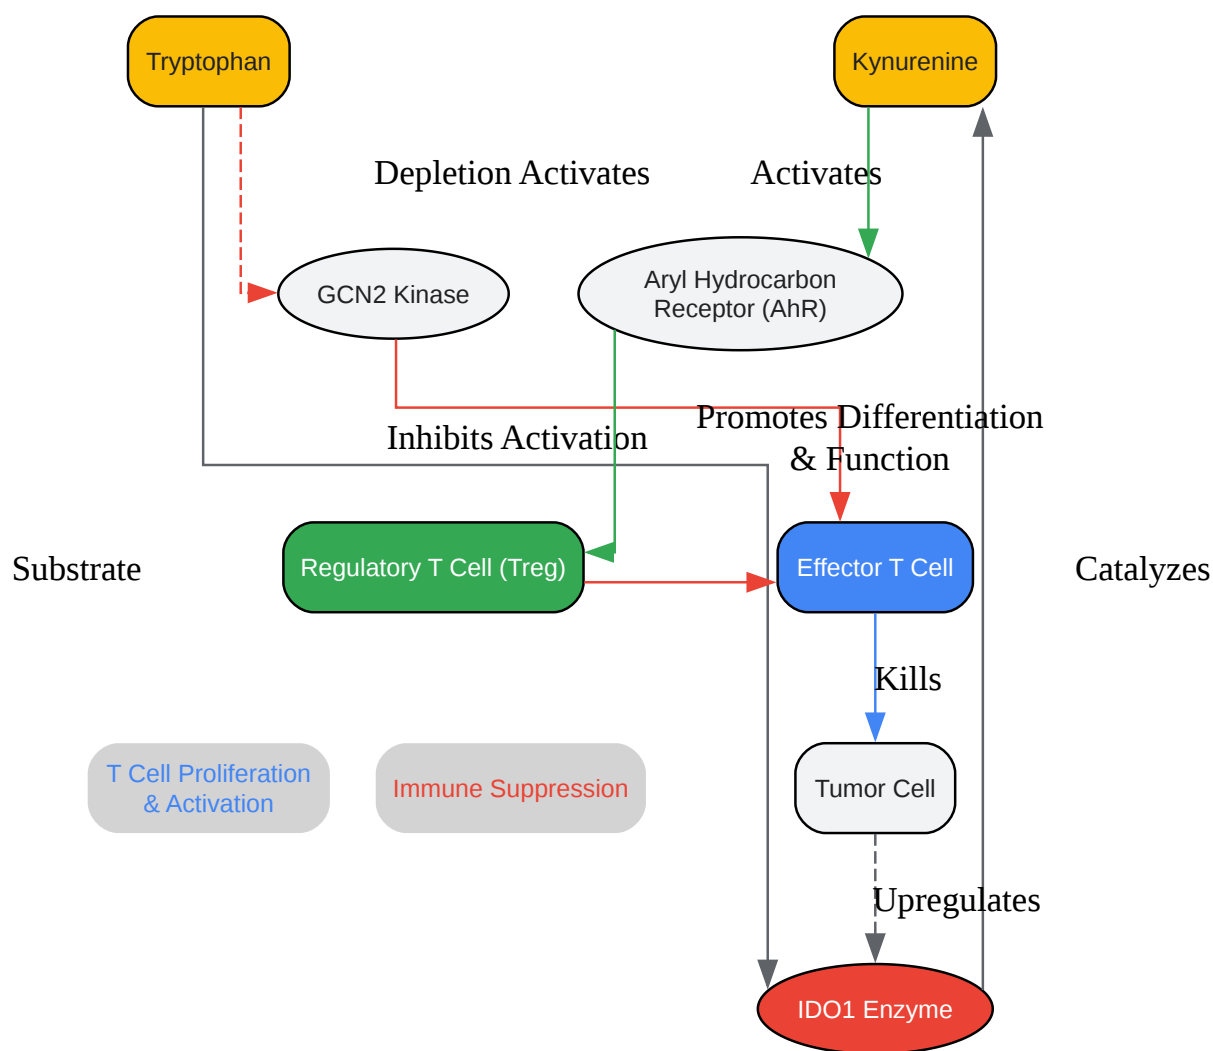 Tryptophan
Kynurenine
Depletion Activates
Activates
GCN2 Kinase
Aryl Hydrocarbon
Receptor (AhR)
Inhibits Activation
Promotes Differentiation
& Function
Substrate
Regulatory T Cell (Treg)
Effector T Cell
Catalyzes
Kills
T Cell Proliferation
& Activation
Immune Suppression
Tumor Cell
Upregulates
IDO1 Enzyme